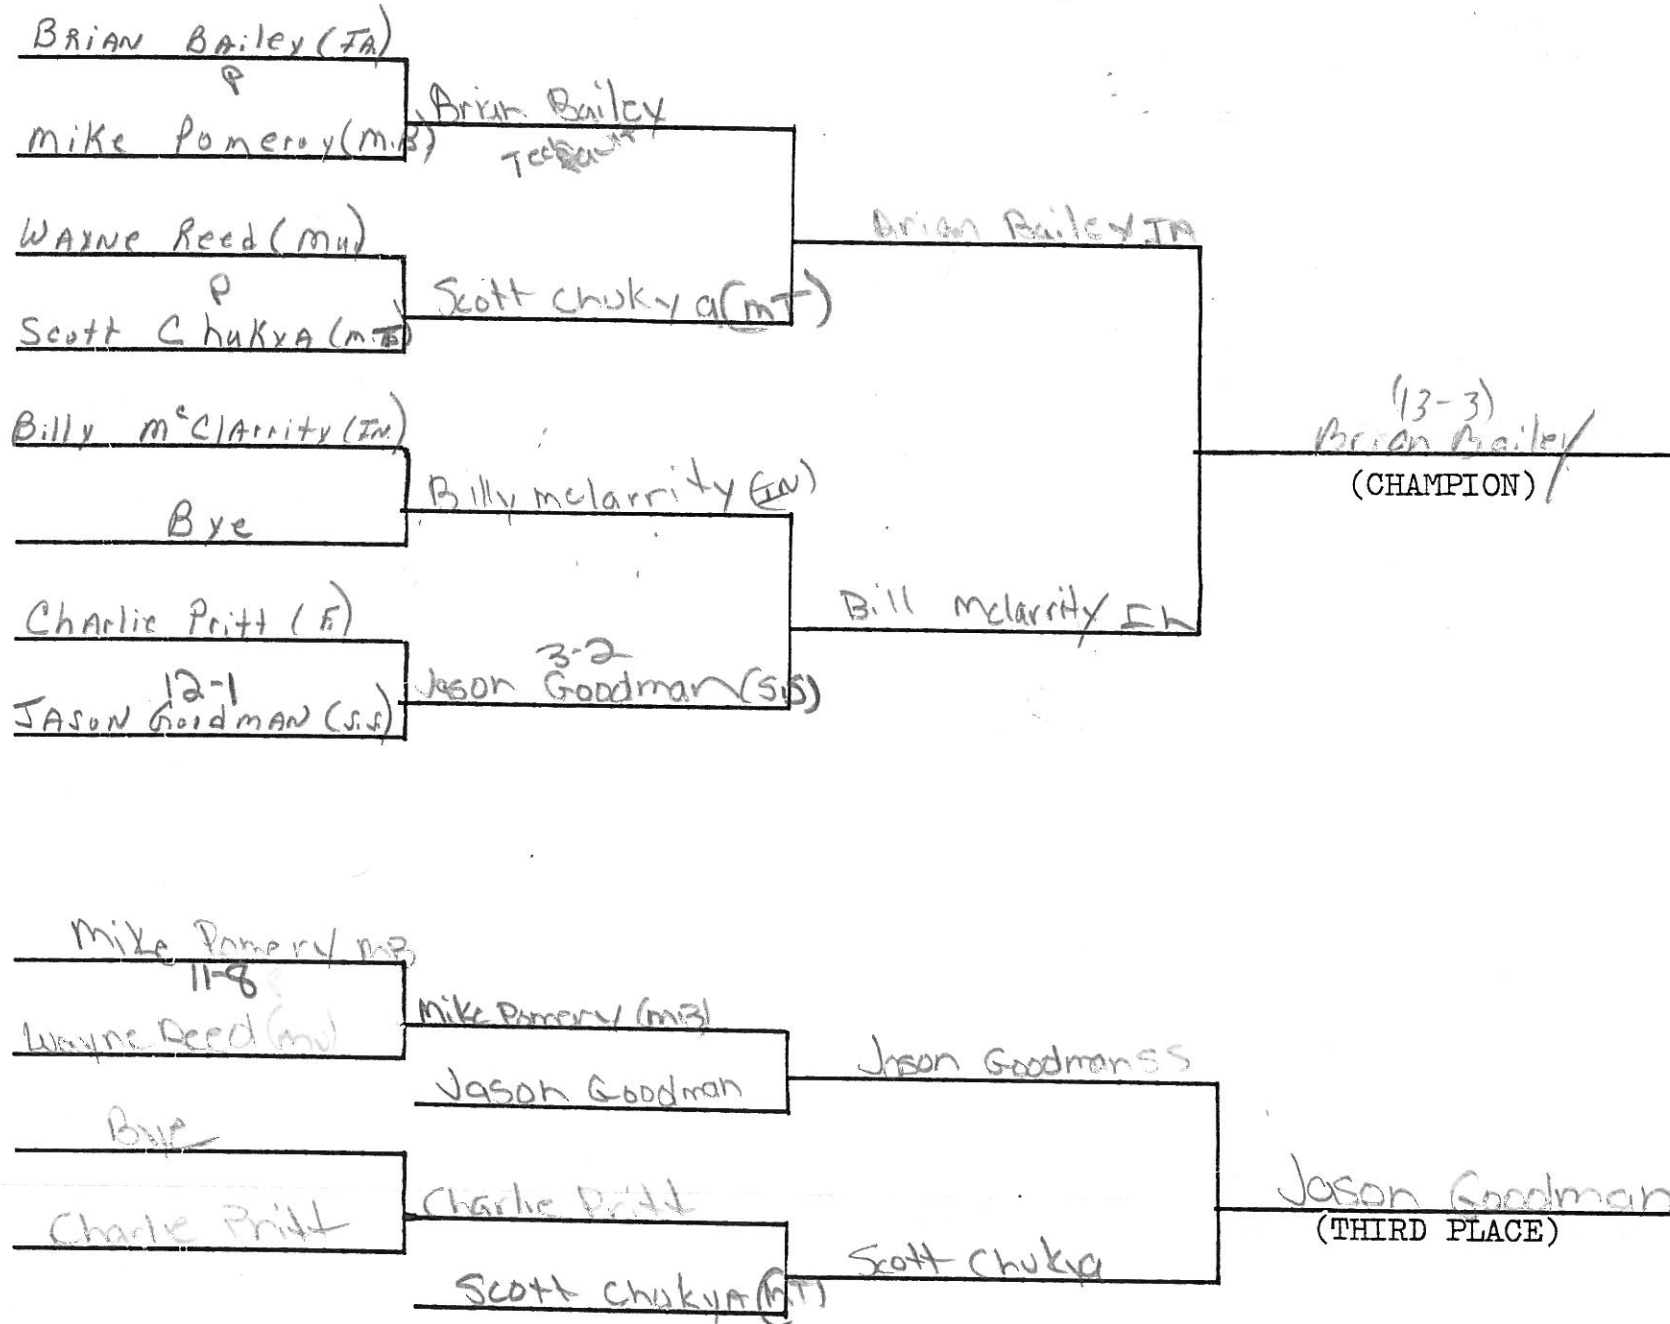 BRIAN BAiley (JA)
P
Mike Pomeroy (M.B)
Brian Bailey
Tech
WAYNE Reed (MU)
P
Scott ChuKyA (M.T)
Scott Chukya (MT)
Brian Bailey JA
Billy McClArrity (IN.)
Bye
Billy mclarrity (IN)
Charlie Pritt (F)
12-1
JASON GoodMAN (S.S)
3-2
Jason Goodman (S.S)
Bill Mclarrity In
(13-3)
Brian Bailey
(CHAMPION)
Mike Pomery MB
11-8
Wayne Reed (mu)
Mike Pomery (MB)
Jason Goodman
Jason Goodman SS
Bye
Charlie Pritt
Charlie Pritt
Scott ChukyA (MT)
Scott Chukya
Jason Goodman
(THIRD PLACE)